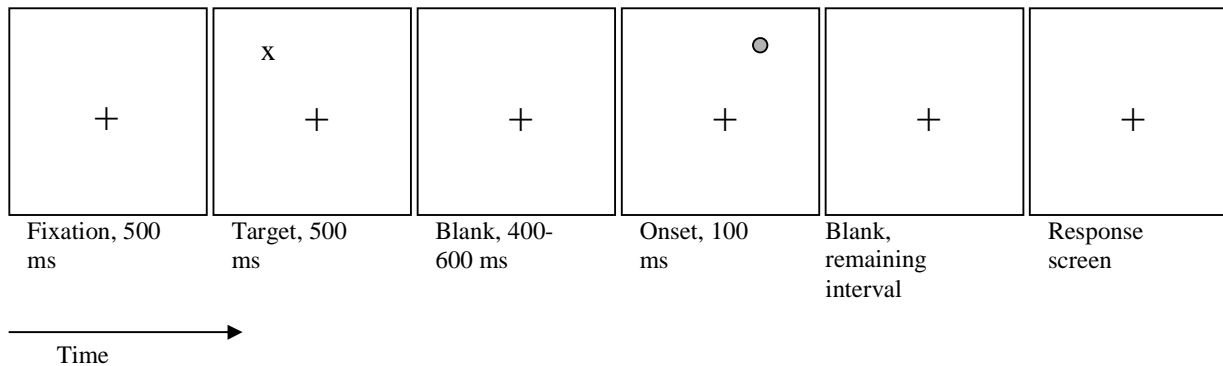 x
Fixation, 500
ms
Target, 500
ms
Blank, 400-
600 ms
Onset, 100
ms
Blank,
remaining
interval
Response
screen
Time